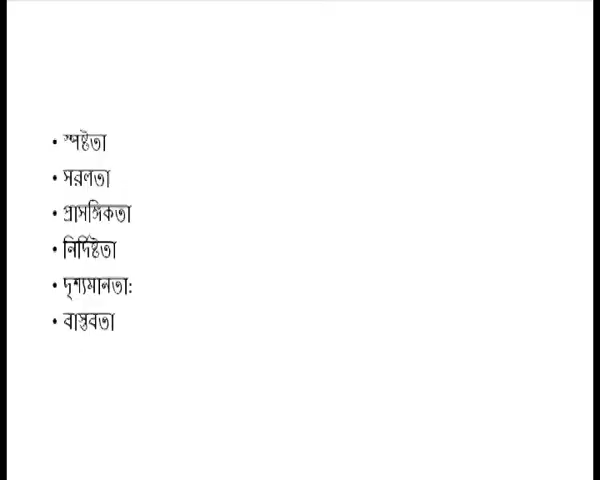 • স্পষ্টতা
• সরলতা
• প্রাসঙ্গিকতা
• নির্দিষ্টতা
• দৃশ্যমানতা:
• বাস্তবতা